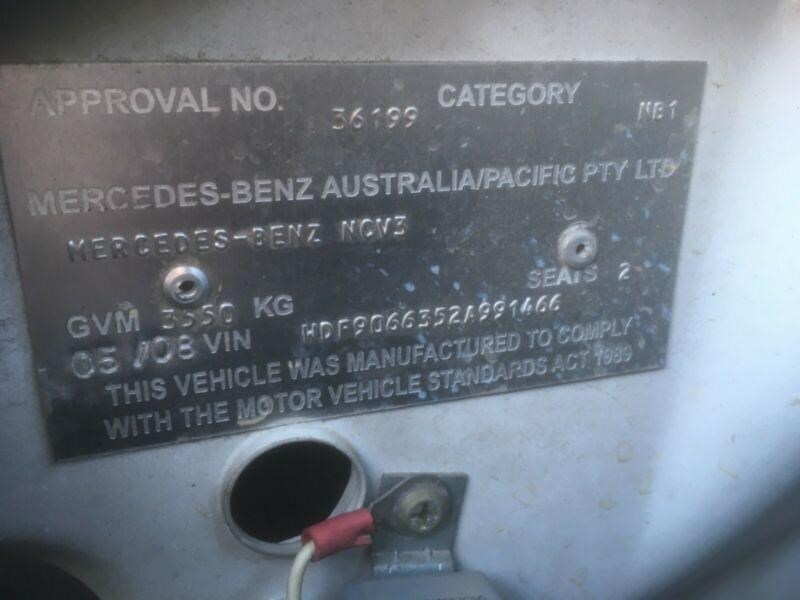 APPROVAL NO. 36199 CATEGORY NB1
MERCEDES-BENZ AUSTRALIA/PACIFIC PTY LTD
MERCEDES-BENZ NCV3
SEATS 2
GVM 3550 KG
05/08 VIN WDF9066352A991466
THIS VEHICLE WAS MANUFACTURED TO COMPLY
WITH THE MOTOR VEHICLE STANDARDS ACT 1989